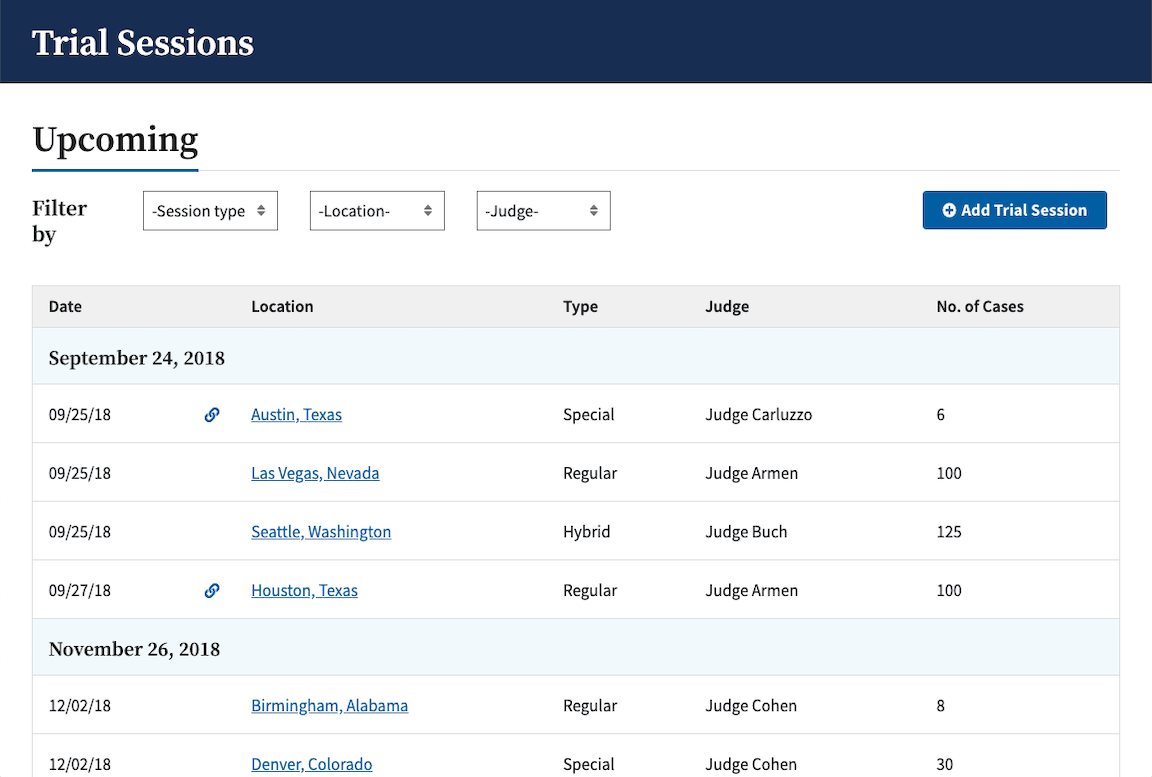 Trial Sessions
Upcoming
Filter by
-Session type -Location- -Judge- Add Trial Session
Date Location Type Judge No. of Cases
September 24, 2018
09/25/18 Austin, Texas Special Judge Carluzzo 6
09/25/18 Las Vegas, Nevada Regular Judge Armen 100
09/25/18 Seattle, Washington Hybrid Judge Buch 125
09/27/18 Houston, Texas Regular Judge Armen 100
November 26, 2018
12/02/18 Birmingham, Alabama Regular Judge Cohen 8
12/02/18 Denver, Colorado Special Judge Cohen 30